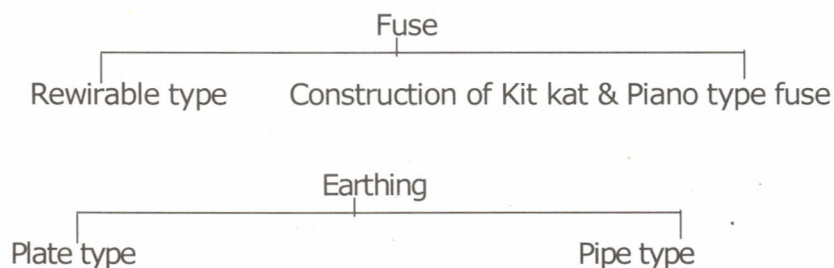 Fuse
Rewirable type Construction of Kit kat & Piano type fuse
Earthing
Plate type Pipe type